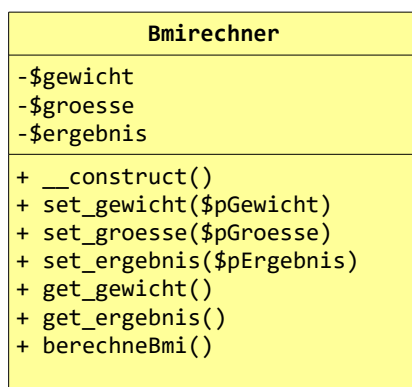 Bmirechner
-$gewicht
-$groesse
-$ergebnis
+ __construct()
+ set_gewicht($pGewicht)
+ set_groesse($pGroesse)
+ set_ergebnis($pErgebnis)
+ get_gewicht()
+ get_ergebnis()
+ berechneBmi()